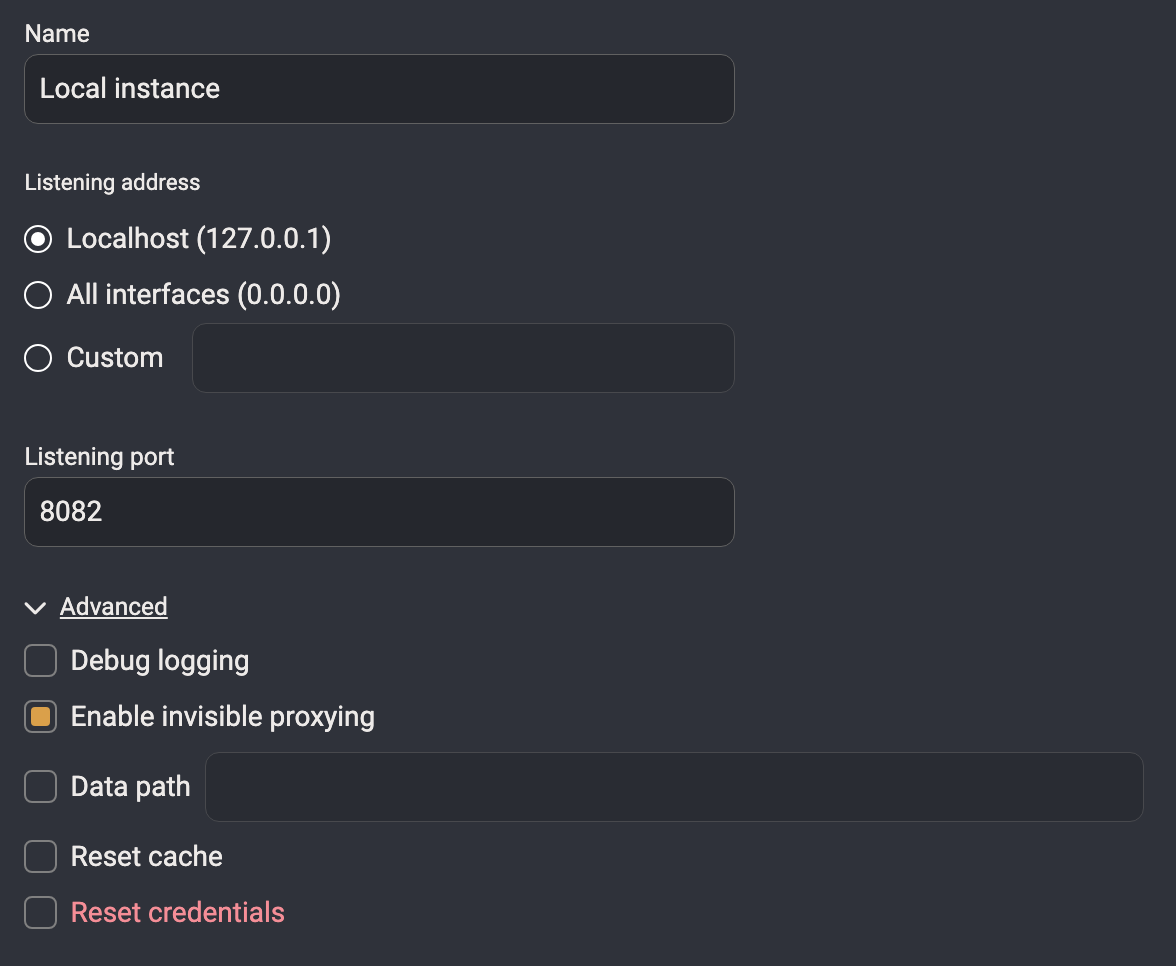 Name
Local instance
Listening address
Localhost (127.0.0.1)
All interfaces (0.0.0.0)
Custom
Listening port
8082
Advanced
Debug logging
Enable invisible proxying
Data path
Reset cache
Reset credentials